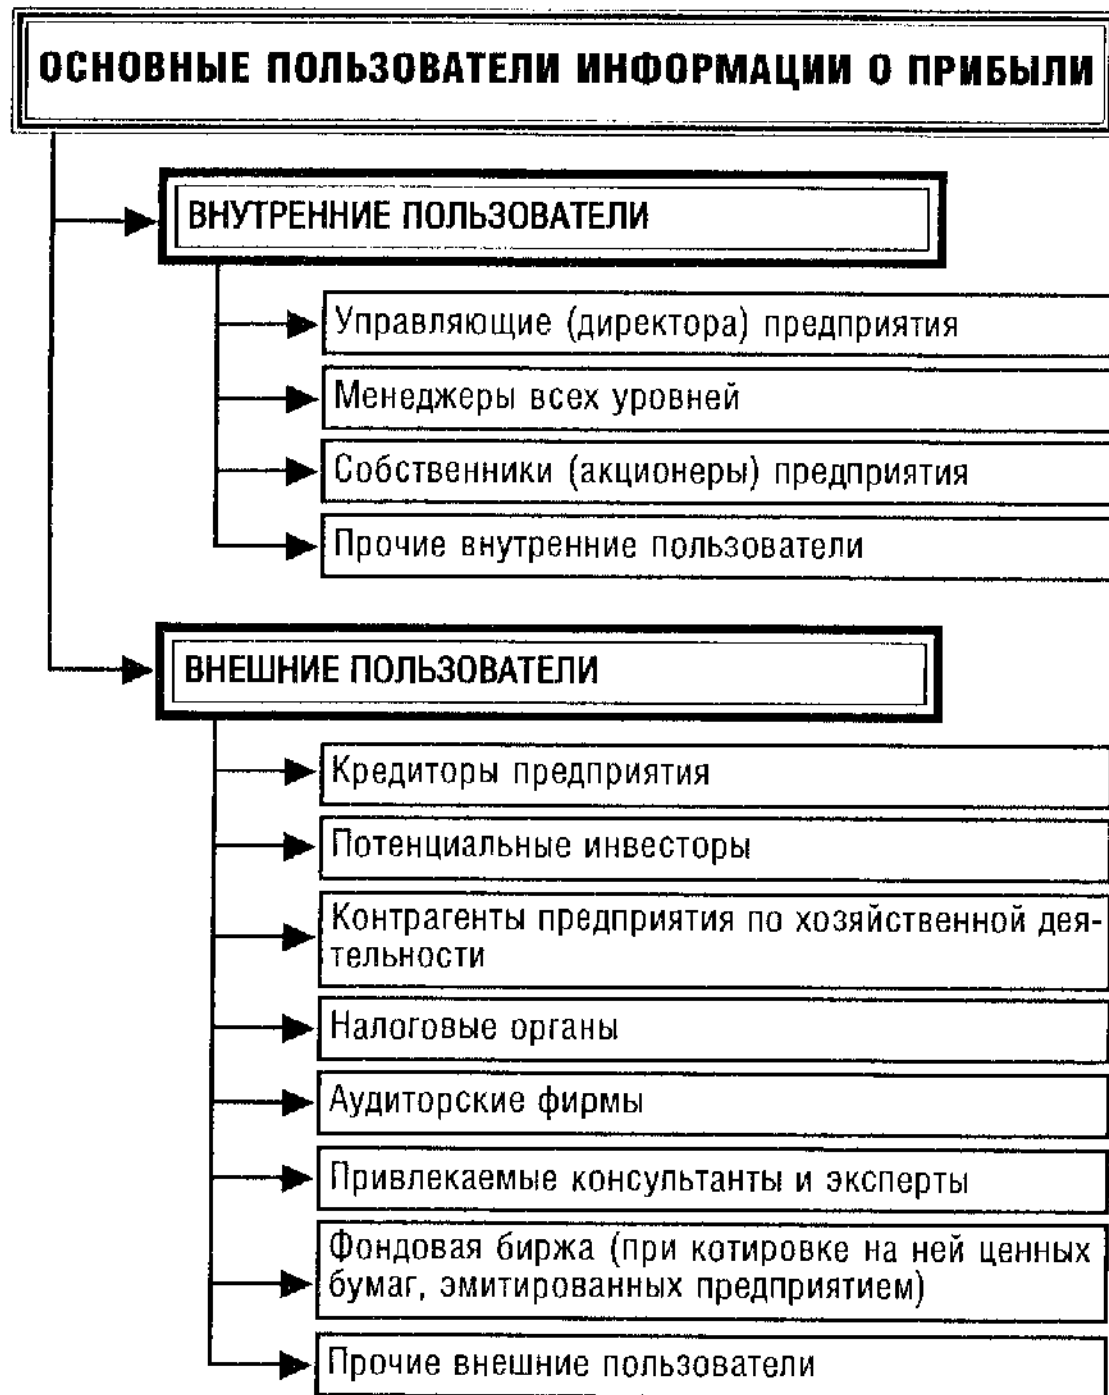 ОСНОВНЫЕ ПОЛЬЗОВАТЕЛИ ИНФОРМАЦИИ О ПРИБЫЛИ
ВНУТРЕННИЕ ПОЛЬЗОВАТЕЛИ
Управляющие (директора) предприятия
Менеджеры всех уровней
Собственники (акционеры) предприятия
Прочие внутренние пользователи
ВНЕШНИЕ ПОЛЬЗОВАТЕЛИ
Кредиторы предприятия
Потенциальные инвесторы
Контрагенты предприятия по хозяйственной дея-
тельности
Налоговые органы
Аудиторские фирмы
Привлекаемые консультанты и эксперты
Фондовая биржа (при котировке на ней ценных
бумаг, эмитированных предприятием)
Прочие внешние пользователи